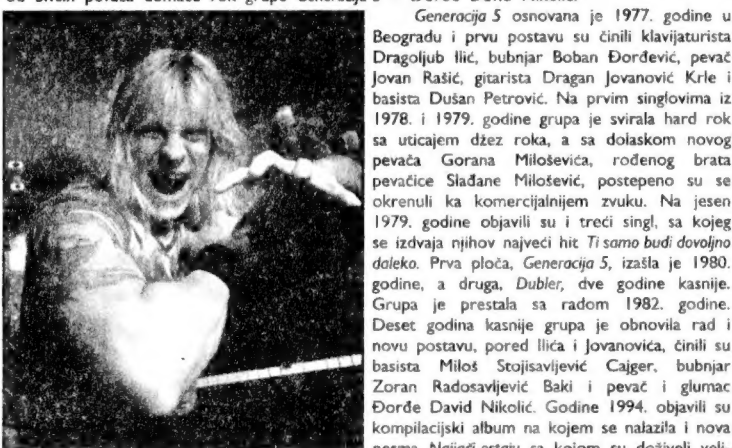 domaće rok grupe Generacija 5
Generacija 5 osnovana je 1977. godine u
Beogradu i prvu postavu su činili klavijaturista
Dragoljub Ilić, bubnjar Boban Đorđević, pevač
Jovan Rašić, gitarista Dragan Jovanović Krle i
basista Dušan Petrović. Na prvim singlovima iz
1978. i 1979. godine grupa je svirala hard rok
sa uticajem džez roka, a sa dolaskom novog
pevača Gorana Miloševića, rođenog brata
pevačice Slađane Milošević, postepeno su se
okrenuli ka komercijalnijem zvuku. Na jesen
1979. godine objavili su i treći singl, sa kojeg
se izdvaja njihov najveći hit Ti samo budi dovoljno
daleko. Prva ploča, Generacija 5, izašla je 1980.
godine, a druga, Dubler, dve godine kasnije.
Grupa je prestala sa radom 1982. godine.
Deset godina kasnije grupa je obnovila rad i
novu postavu, pored Ilića i Jovanovića, činili su
basista Miloš Stojisavljević Cajger, bubnjar
Zoran Radosavljević Baki i pevač i glumac
Đorđe David Nikolić. Godine 1994. objavili su
kompilacijski album na kojem se nalazila i nova